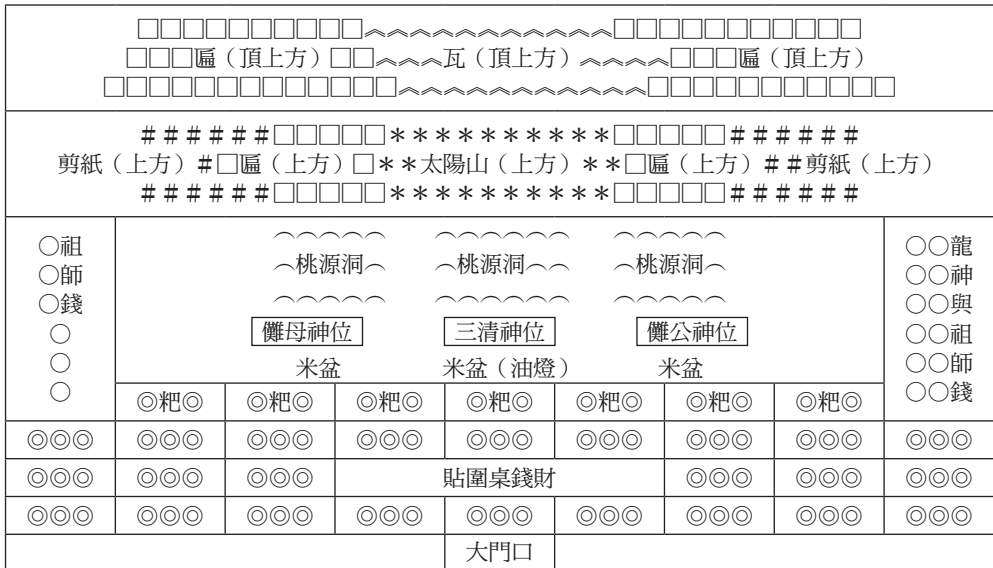 □□□□□□□□□□︽︽︽︽︽︽︽︽︽︽︽□□□□□□□□□□□
□□□匾（頂上方）□□︽︽︽瓦（頂上方）︽︽︽︽□□□匾（頂上方）
□□□□□□□□□□□□□︽︽︽︽︽︽︽︽︽︽︽□□□□□□□□□□□
######□□□□□**********□□□□□######
剪紙（上方）#□匾（上方）□**太陽山（上方）**□匾（上方）##剪紙（上方）
######□□□□□**********□□□□□######
○祖
○師
○錢
○
○
○
︵︵︵︵︵ ︵︵︵︵︵︵ ︵︵︵︵︵
︵桃源洞︵ ︵桃源洞︵︵ ︵桃源洞︵
︵︵︵︵︵ ︵︵︵︵︵︵ ︵︵︵︵︵
儺母神位 三清神位 儺公神位
米盆 米盆（油燈） 米盆
○○龍
○○神
○○與
○○祖
○○師
○○錢
◎粑◎ ◎粑◎ ◎粑◎ ◎粑◎ ◎粑◎ ◎粑◎ ◎粑◎
◎◎◎ ◎◎◎ ◎◎◎ ◎◎◎ ◎◎◎ ◎◎◎ ◎◎◎ ◎◎◎ ◎◎◎
◎◎◎ ◎◎◎ ◎◎◎ 貼圍桌錢財 ◎◎◎ ◎◎◎ ◎◎◎
◎◎◎ ◎◎◎ ◎◎◎ ◎◎◎ ◎◎◎ ◎◎◎ ◎◎◎ ◎◎◎ ◎◎◎
大門口